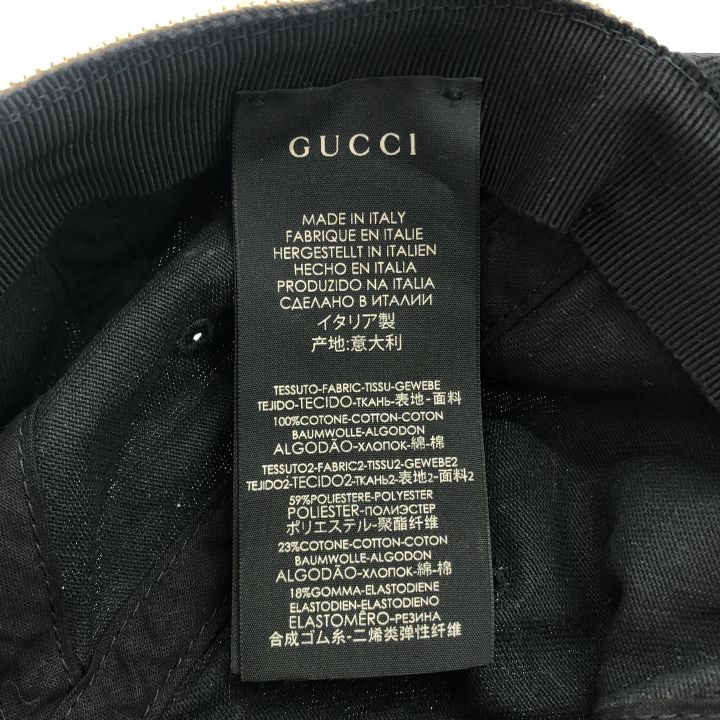 GUCCI
MADE IN ITALY
FABRIQUE EN ITALIE
HERGESTELLT IN ITALIEN
HECHO EN ITALIA
PRODUZIDO NA ITALIA
СДЕЛАНО В ИТАЛИИ
イタリア製
产地:意大利
TESSUTO-FABRIC-TISSU-GEWEBE
TEJIDO-TECIDO-ТКАНЬ-表地-面料
100%COTONE-COTTON-COTON
BAUMWOLLE-ALGODON
ALGODÃO-ХЛОПОК-綿-棉
TESSUTO2-FABRIC2-TISSU2-GEWEBE2
TEJIDO2-TECIDO2-ТКАНЬ2-表地2-面料2
59%POLIESTERE-POLYESTER
POLIESTER-ПОЛИЭСТЕР
ポリエステル-聚酯纤维
23%COTONE-COTTON-COTON
BAUMWOLLE-ALGODON
ALGODÃO-ХЛОПОК-綿-棉
18%GOMMA-ELASTODIENE
ELASTODIEN-ELASTODIENO
ELASTOMÊRO-РЕЗИНА
合成ゴム糸-二烯类弹性纤维